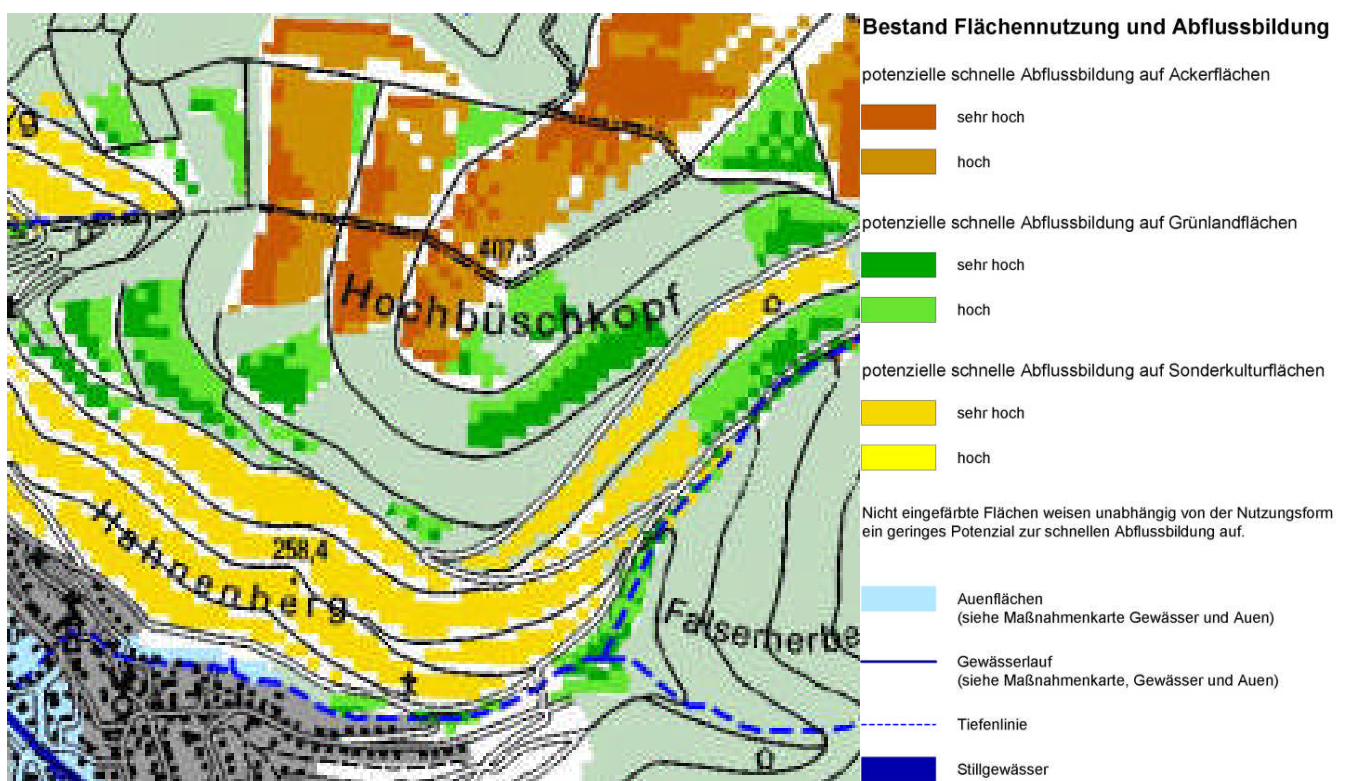 Bestand Flächennutzung und Abflussbildung
potenzielle schnelle Abflussbildung auf Ackerflächen
sehr hoch
hoch
potenzielle schnelle Abflussbildung auf Grünlandflächen
sehr hoch
hoch
potenzielle schnelle Abflussbildung auf Sonderkulturflächen
sehr hoch
hoch
Nicht eingefärbte Flächen weisen unabhängig von der Nutzungsform
ein geringes Potenzial zur schnellen Abflussbildung auf.
Auenflächen
(siehe Maßnahmenkarte Gewässer und Auen)
Gewässerlauf
(siehe Maßnahmenkarte, Gewässer und Auen)
Tiefenlinie
Stillgewässer
407,5
Hochbüschkopf
258,4
Hahnenberg